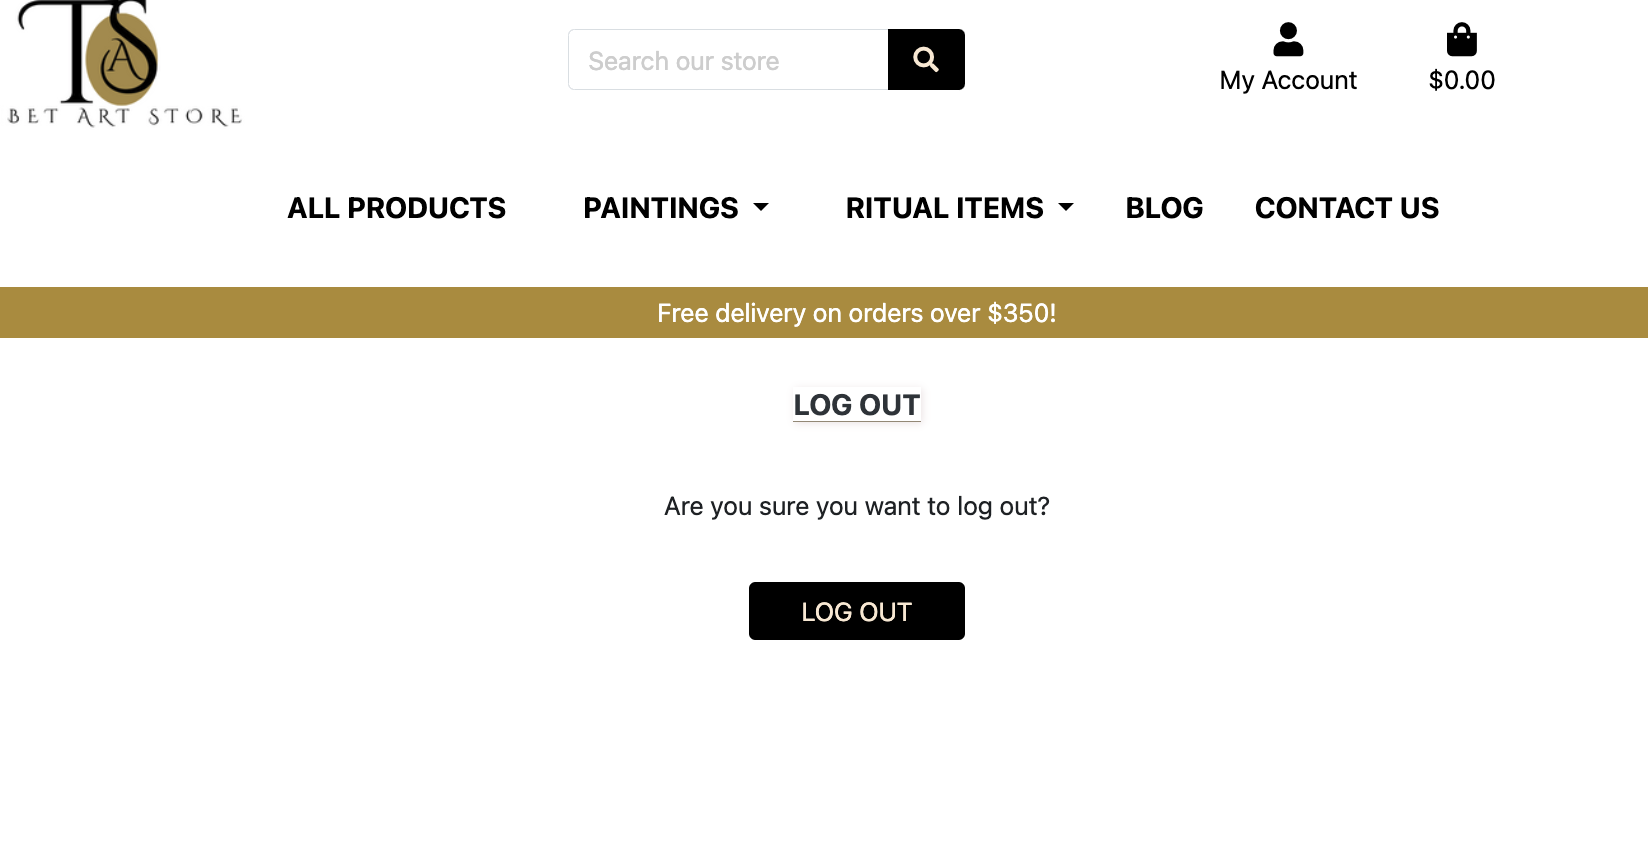 TS
A
BET ART STORE
Search our store
My Account
$0.00
ALL PRODUCTS
PAINTINGS
RITUAL ITEMS
BLOG
CONTACT US
Free delivery on orders over $350!
LOG OUT
Are you sure you want to log out?
LOG OUT